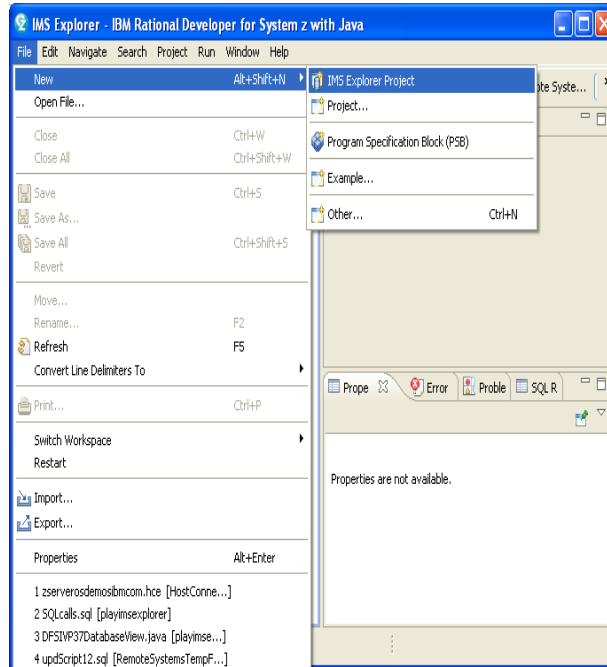 IMS Explorer - IBM Rational Developer for System z with Java
File Edit Navigate Search Project Run Window Help
New Alt+Shift+N
Open File...
Close Ctrl+W
Close All Ctrl+Shift+W
Save Ctrl+S
Save As...
Save All Ctrl+Shift+S
Revert
Move...
Rename... F2
Refresh F5
Convert Line Delimiters To
Print... Ctrl+P
Switch Workspace
Restart
Import...
Export...
Properties Alt+Enter
1 zserverosdemosibmcom.hce [HostConne...]
2 SQLcalls.sql [playimsexplorer]
3 DFSIVP37DatabaseView.java [playimse...]
4 updScript12.sql [RemoteSystemsTempF...]
IMS Explorer Project
Project...
Program Specification Block (PSB)
Example...
Other... Ctrl+N
ote Syste...
Prope Error Proble SQL R
Properties are not available.